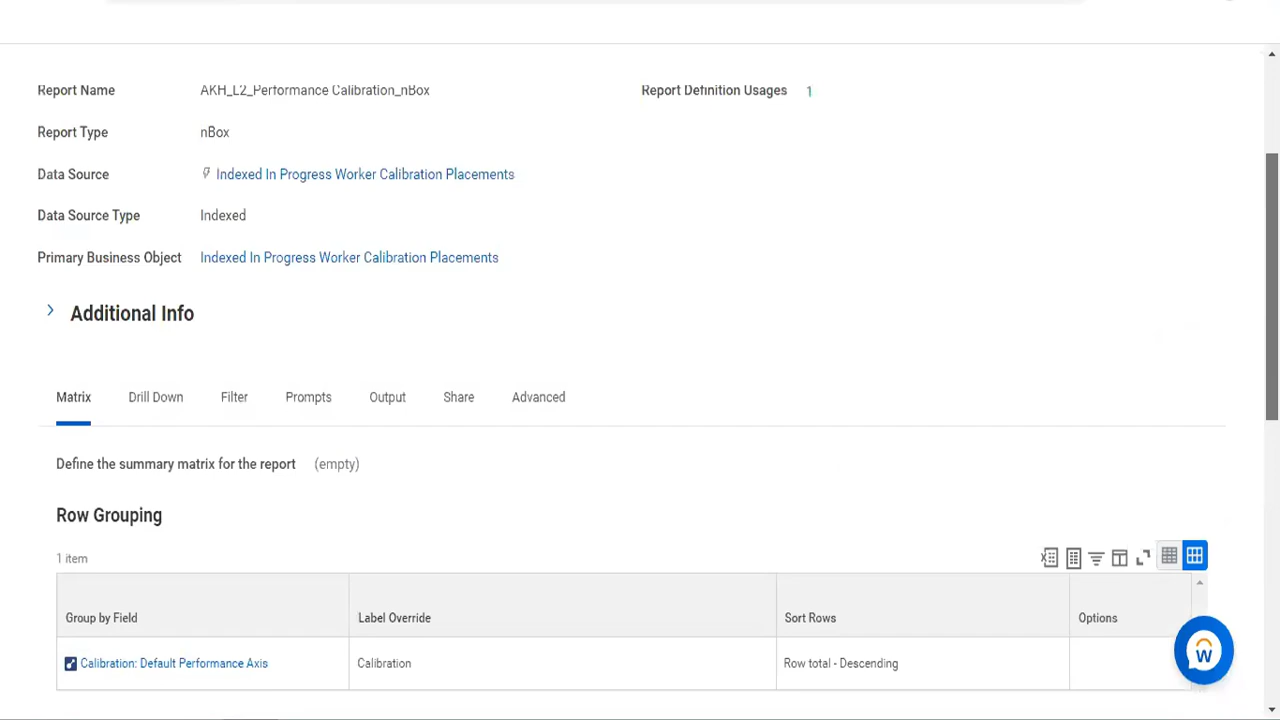 Report Name AKH_L2_Performance Calibration_nBox Report Definition Usages 1
Report Type nBox
Data Source Indexed In Progress Worker Calibration Placements
Data Source Type Indexed
Primary Business Object Indexed In Progress Worker Calibration Placements
Additional Info
Matrix Drill Down Filter Prompts Output Share Advanced
Define the summary matrix for the report (empty)
Row Grouping
1 item
Group by Field Label Override Sort Rows Options
Calibration: Default Performance Axis Calibration Row total - Descending
W